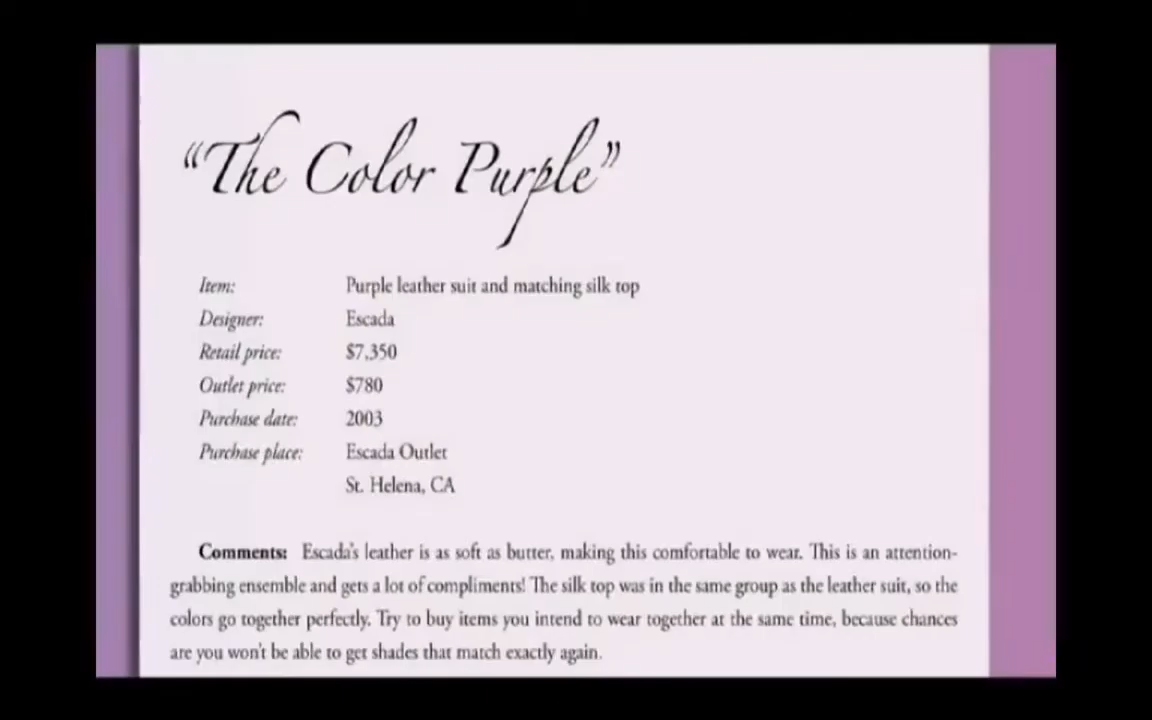 “The Color Purple”
Item: Purple leather suit and matching silk top
Designer: Escada
Retail price: $7,350
Outlet price: $780
Purchase date: 2003
Purchase place: Escada Outlet
St. Helena, CA
Comments: Escada's leather is as soft as butter, making this comfortable to wear. This is an attention-
grabbing ensemble and gets a lot of compliments! The silk top was in the same group as the leather suit, so the
colors go together perfectly. Try to buy items you intend to wear together at the same time, because chances
are you won't be able to get shades that match exactly again.